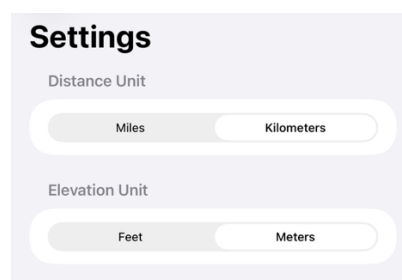 Settings
Distance Unit
Miles Kilometers
Elevation Unit
Feet Meters